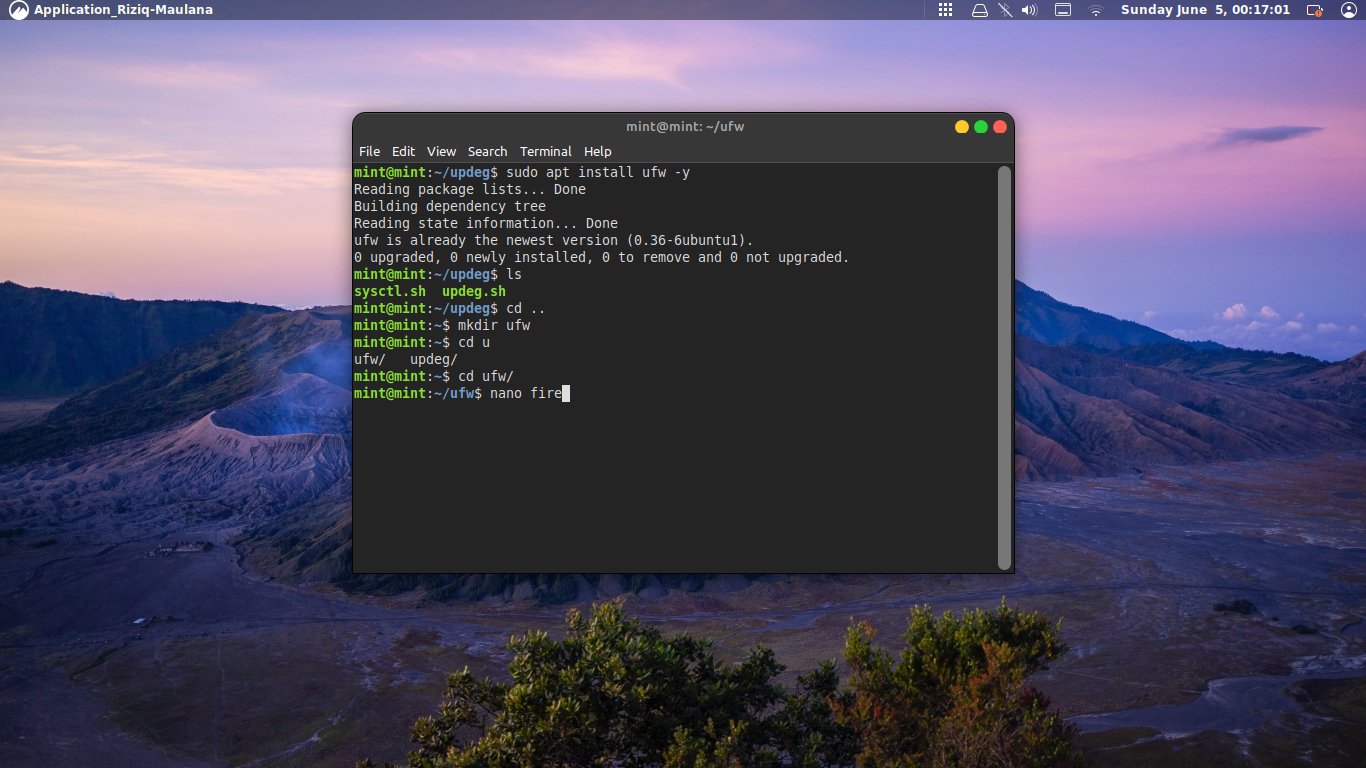 Application_Riziq-Maulana
Sunday June 5, 00:17:01
mint@mint: ~/ufw
File Edit View Search Terminal Help
mint@mint:~/updeg$ sudo apt install ufw -y
Reading package lists... Done
Building dependency tree
Reading state information... Done
ufw is already the newest version (0.36-6ubuntu1).
0 upgraded, 0 newly installed, 0 to remove and 0 not upgraded.
mint@mint:~/updeg$ ls
sysctl.sh  updeg.sh
mint@mint:~/updeg$ cd ..
mint@mint:~$ mkdir ufw
mint@mint:~$ cd u
ufw/   updeg/
mint@mint:~$ cd ufw/
mint@mint:~/ufw$ nano fire